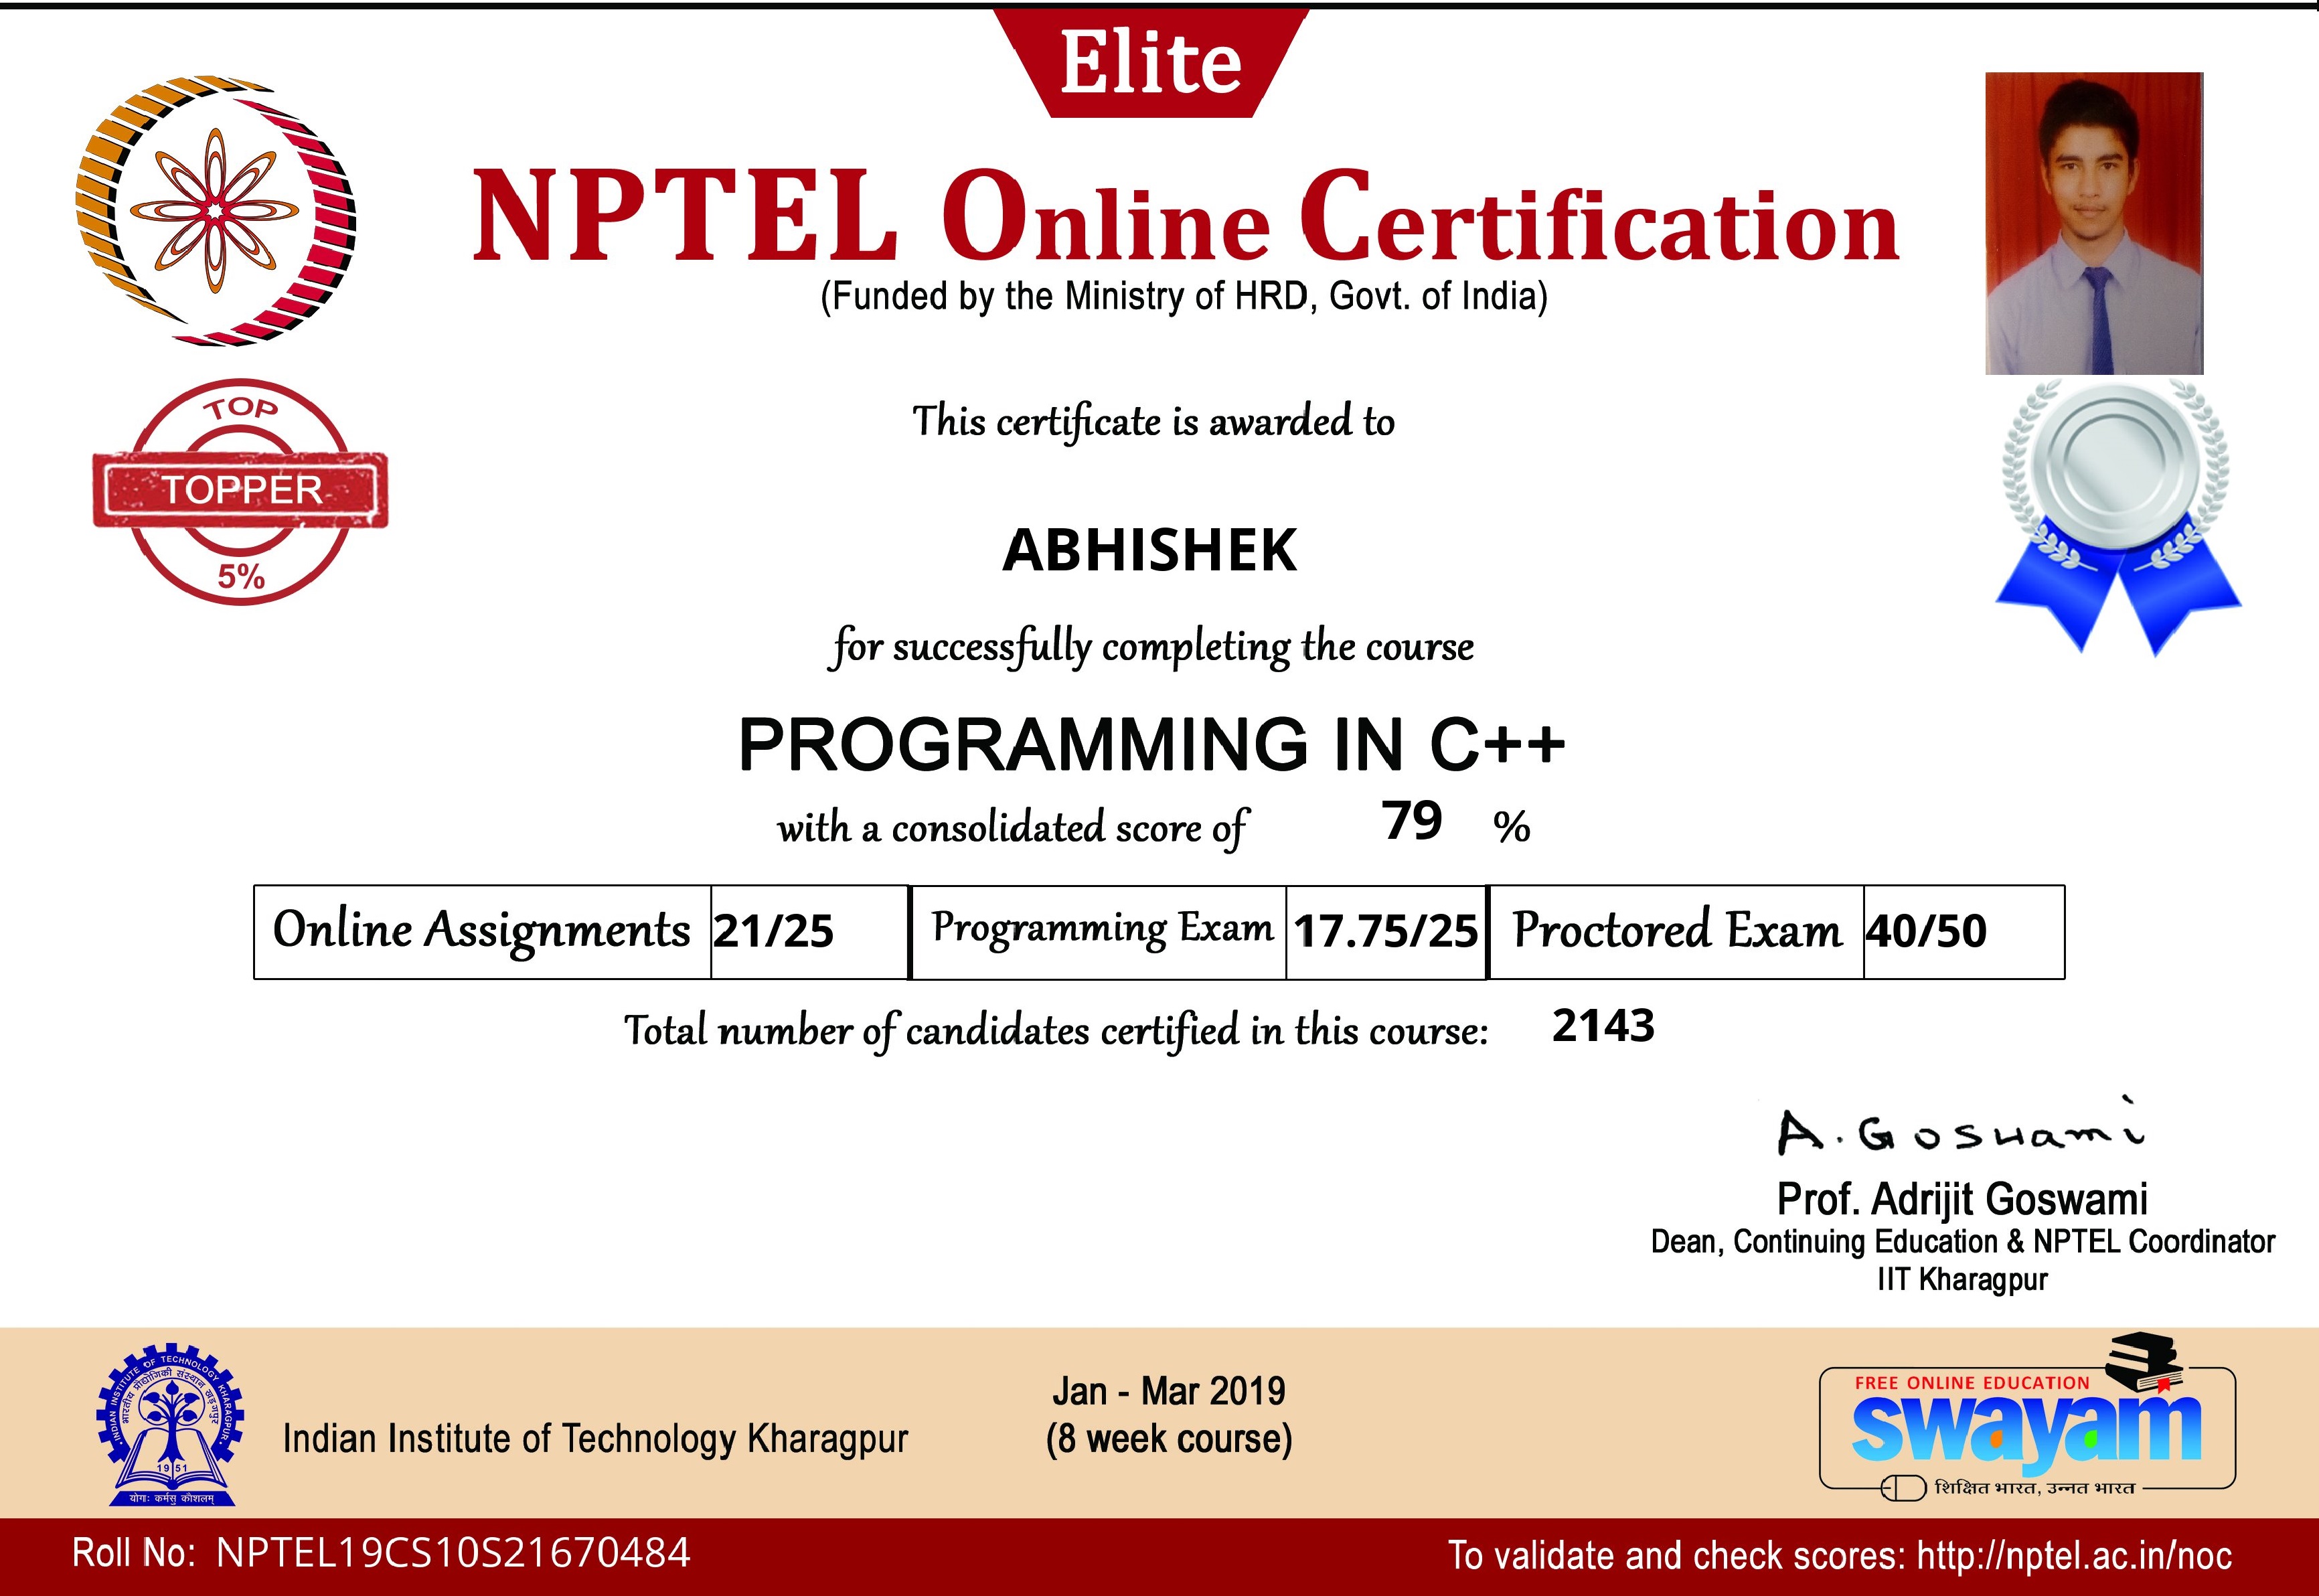 Elite
NPTEL Online Certification
(Funded by the Ministry of HRD, Govt. of India)
TOP
TOPPER
5%
This certificate is awarded to
ABHISHEK
for successfully completing the course
PROGRAMMING IN C++
with a consolidated score of 79 %
Online Assignments 21/25 Programming Exam 17.75/25 Proctored Exam 40/50
Total number of candidates certified in this course: 2143
A. Goswami
Prof. Adrijit Goswami
Dean, Continuing Education & NPTEL Coordinator
IIT Kharagpur
INDIAN INSTITUTE OF TECHNOLOGY KHARAGPUR
भारतीय प्रौद्योगिकी संस्थान खड़गपुर
1951
योगः कर्मसु कौशलम्
Indian Institute of Technology Kharagpur
Jan - Mar 2019
(8 week course)
FREE ONLINE EDUCATION
swayam
शिक्षित भारत, उन्नत भारत
Roll No: NPTEL19CS10S21670484
To validate and check scores: http://nptel.ac.in/noc